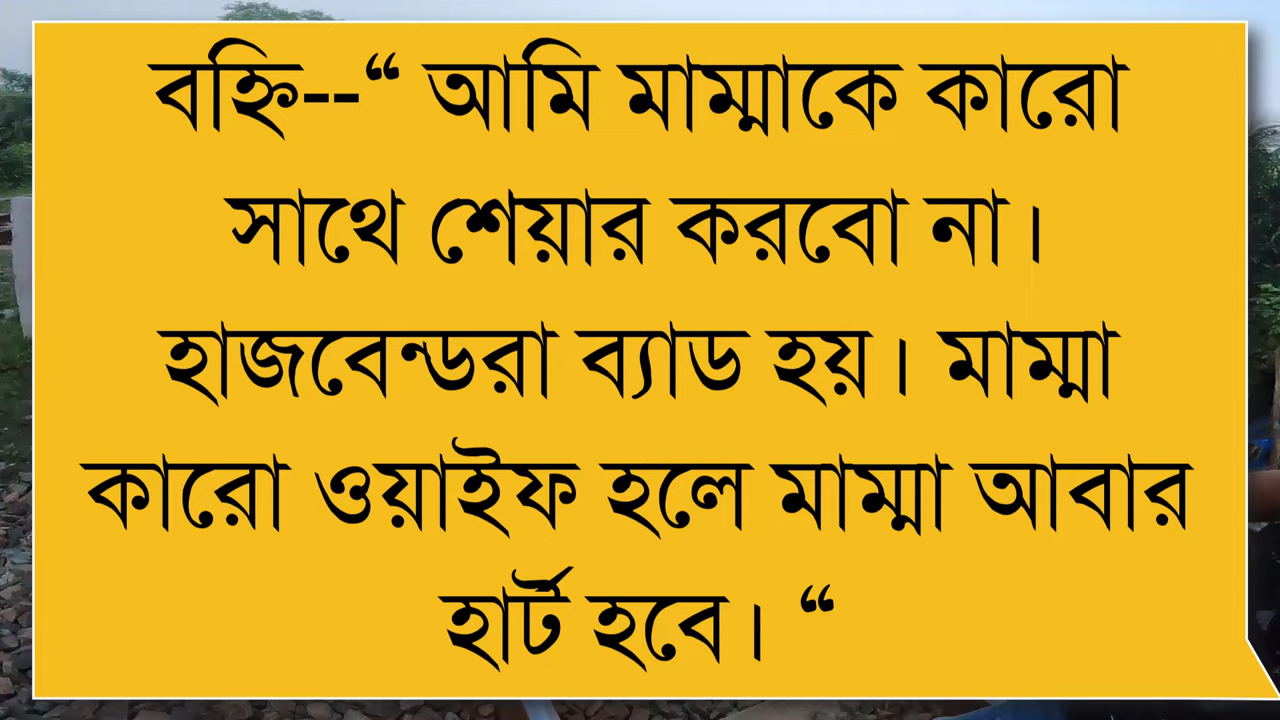 বহ্নি--“ আমি মাম্মাকে কারো
সাথে শেয়ার করবো না।
হাজবেন্ডরা ব্যাড হয়। মাম্মা
কারো ওয়াইফ হলে মাম্মা আবার
হার্ট হবে। “